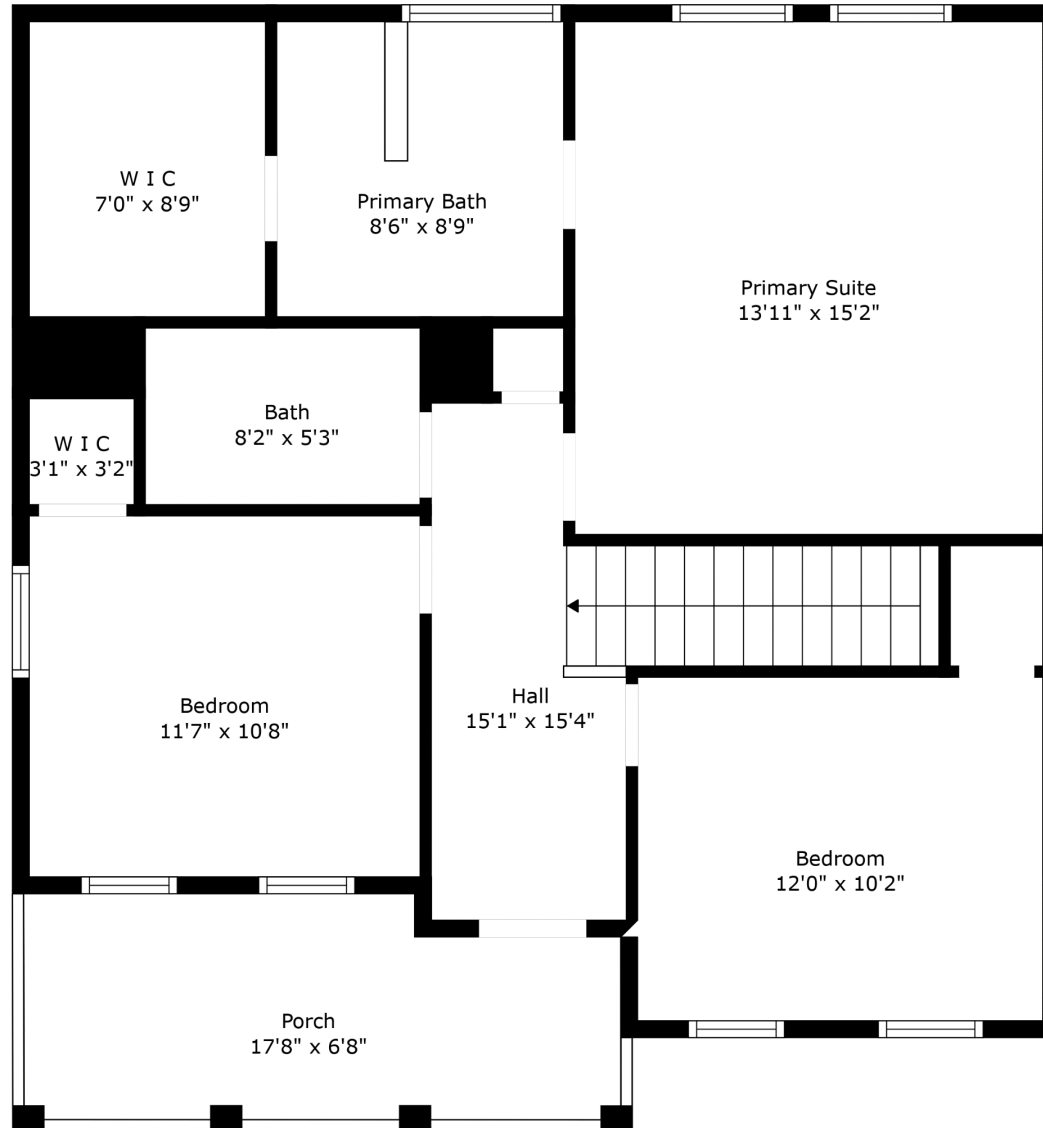 W I C
7'0" x 8'9"
Primary Bath
8'6" x 8'9"
Primary Suite
13'11" x 15'2"
Bath
8'2" x 5'3"
W I C
3'1" x 3'2"
Bedroom
11'7" x 10'8"
Hall
15'1" x 15'4"
Bedroom
12'0" x 10'2"
Porch
17'8" x 6'8"